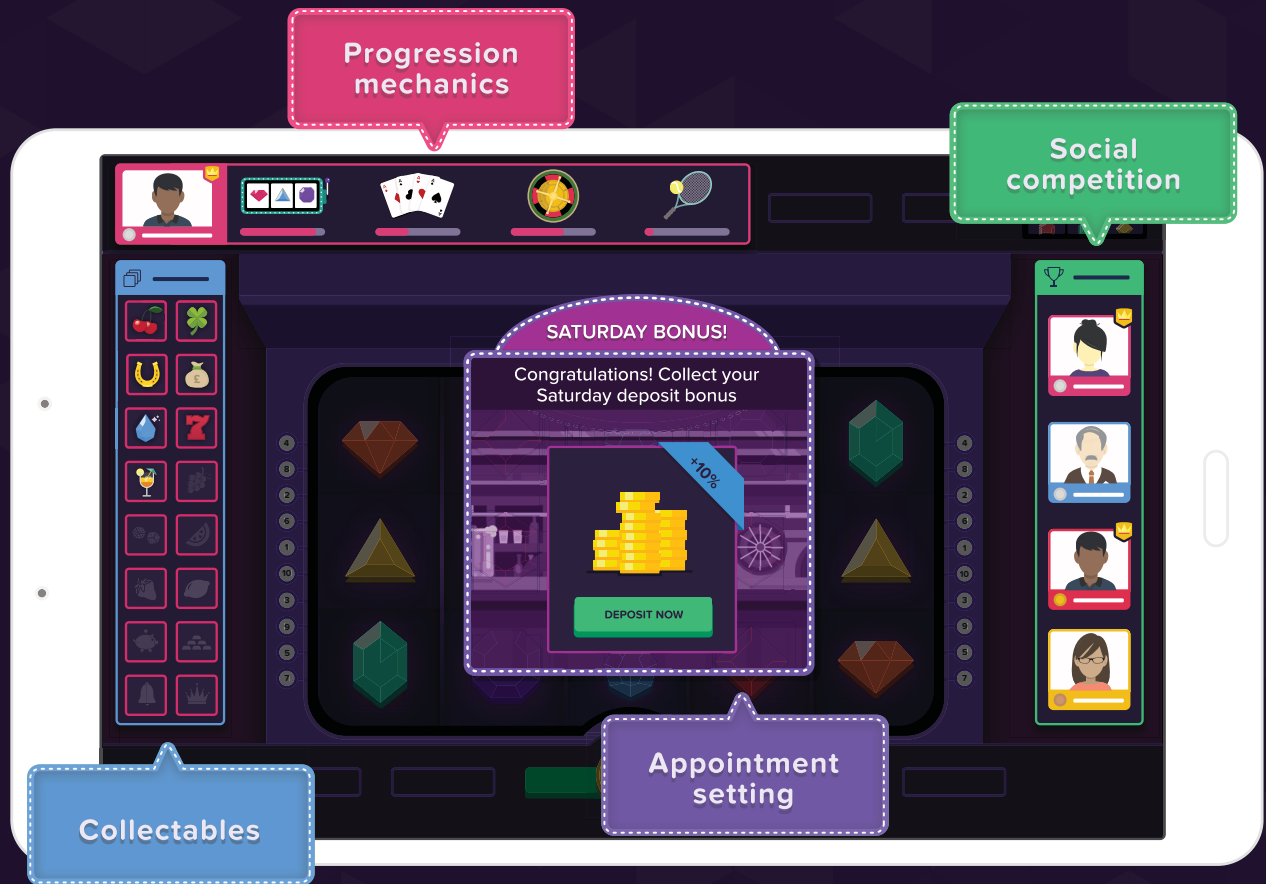 Progression
mechanics
Social
competition
SATURDAY BONUS!
Congratulations! Collect your
Saturday deposit bonus
+10%
DEPOSIT NOW
£
7
4
8
2
6
1
10
3
9
5
7
4
8
2
6
1
10
3
9
5
7
Appointment
setting
Collectables